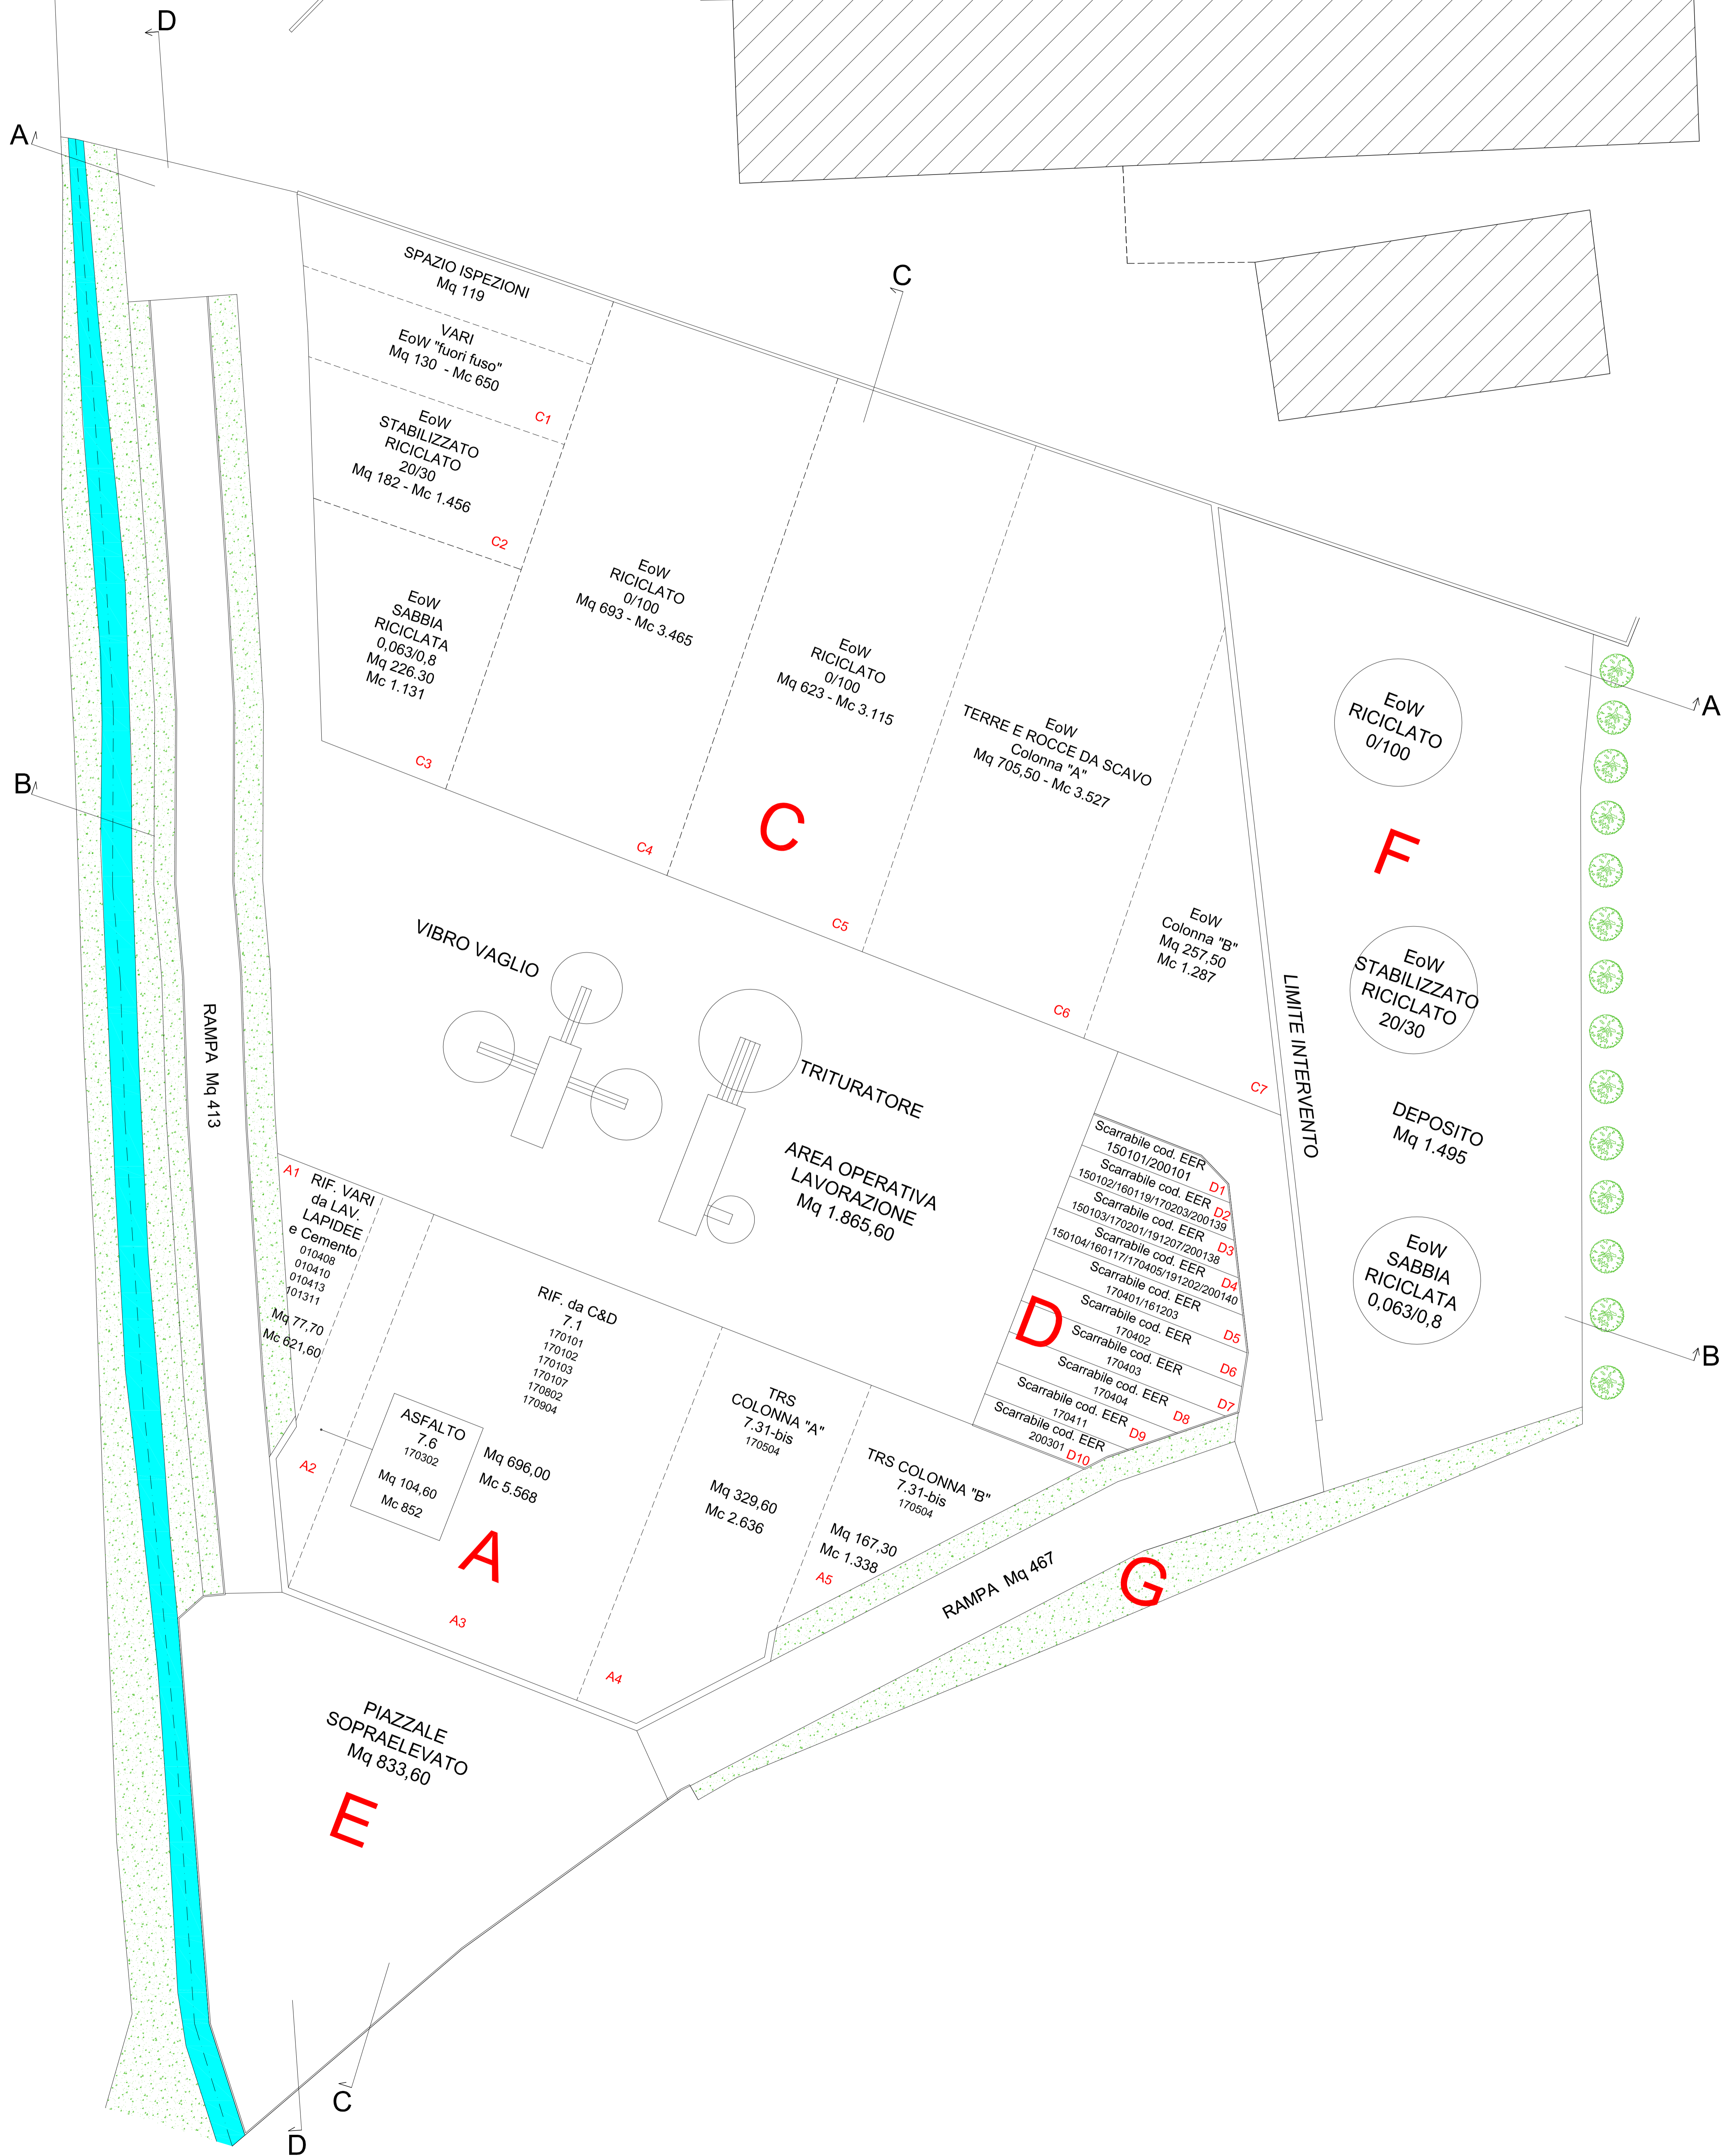 D
A
SPAZIO ISPEZIONI
Mq 119
VARI
EoW "fuori fuso"
Mq 130 - Mc 650
C1
EoW
STABILIZZATO
RICICLATO
20/30
Mq 182 - Mc 1.456
C2
EoW
SABBIA
RICICLATA
0,063/0,8
Mq 226.30
Mc 1.131
C3
C
EoW
RICICLATO
0/100
Mq 693 - Mc 3.465
C4
EoW
RICICLATO
0/100
Mq 623 - Mc 3.115
C5
C
EoW
TERRE E ROCCE DA SCAVO
Colonna "A"
Mq 705,50 - Mc 3.527
C6
EoW
Colonna "B"
Mq 257,50
Mc 1.287
C7
LIMITE INTERVENTO
EoW
RICICLATO
0/100
F
EoW
STABILIZZATO
RICICLATO
20/30
DEPOSITO
Mq 1.495
EoW
SABBIA
RICICLATA
0,063/0,8
A
B
B
RAMPA Mq 413
VIBRO VAGLIO
TRITURATORE
AREA OPERATIVA
LAVORAZIONE
Mq 1.865,60
Scarrabile cod. EER
150101/200101
D1
Scarrabile cod. EER
150102/160119/170203/200139
D2
Scarrabile cod. EER
150103/170201/191207/200138
D3
Scarrabile cod. EER
150104/160117/170405/191202/200140
D4
Scarrabile cod. EER
170401/161203
D5
Scarrabile cod. EER
170402
D6
Scarrabile cod. EER
170403
D7
Scarrabile cod. EER
170404
D8
Scarrabile cod. EER
170411
D9
Scarrabile cod. EER
200301
D10
D
A1
RIF. VARI
da LAV.
LAPIDEE
e Cemento
010408
010410
010413
101311
Mq 77,70
Mc 621,60
A2
ASFALTO
7.6
170302
Mq 104,60
Mc 852
RIF. da C&D
7.1
170101
170102
170103
170107
170802
170904
Mq 696,00
Mc 5.568
A
A3
TRS
COLONNA "A"
7.31-bis
170504
Mq 329,60
Mc 2.636
A4
TRS COLONNA "B"
7.31-bis
170504
Mq 167,30
Mc 1.338
A5
RAMPA Mq 467
G
PIAZZALE
SOPRAELEVATO
Mq 833,60
E
C
D